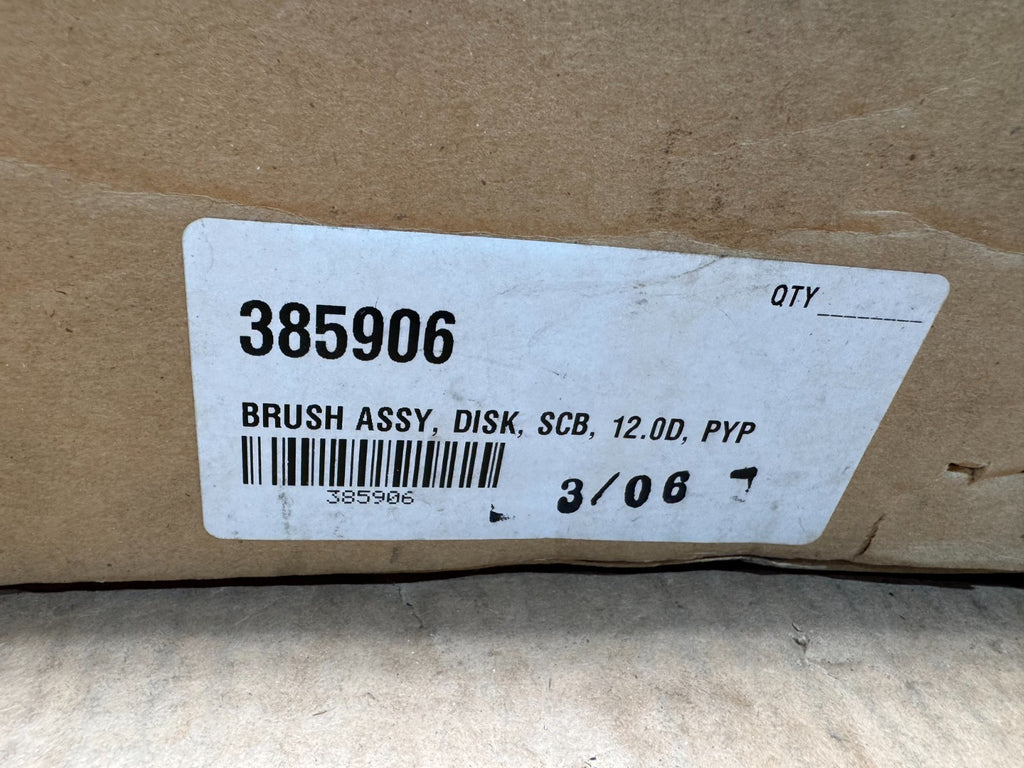 QTY
385906
BRUSH ASSY, DISK, SCB, 12.0D, PYP
385906
3/06